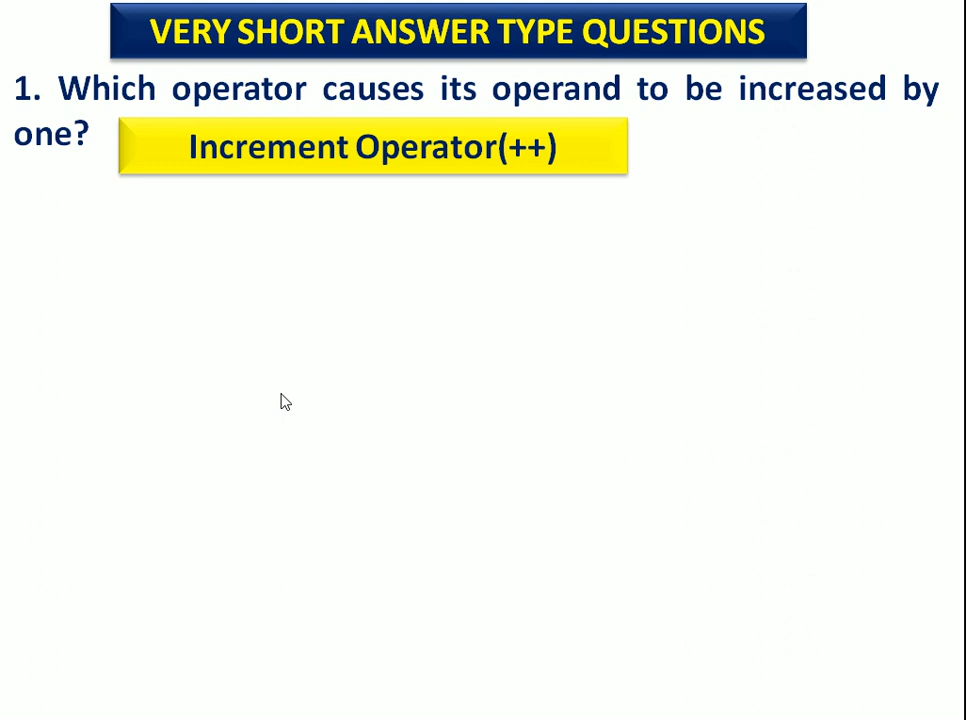 VERY SHORT ANSWER TYPE QUESTIONS
1. Which operator causes its operand to be increased by
one?
Increment Operator(++)